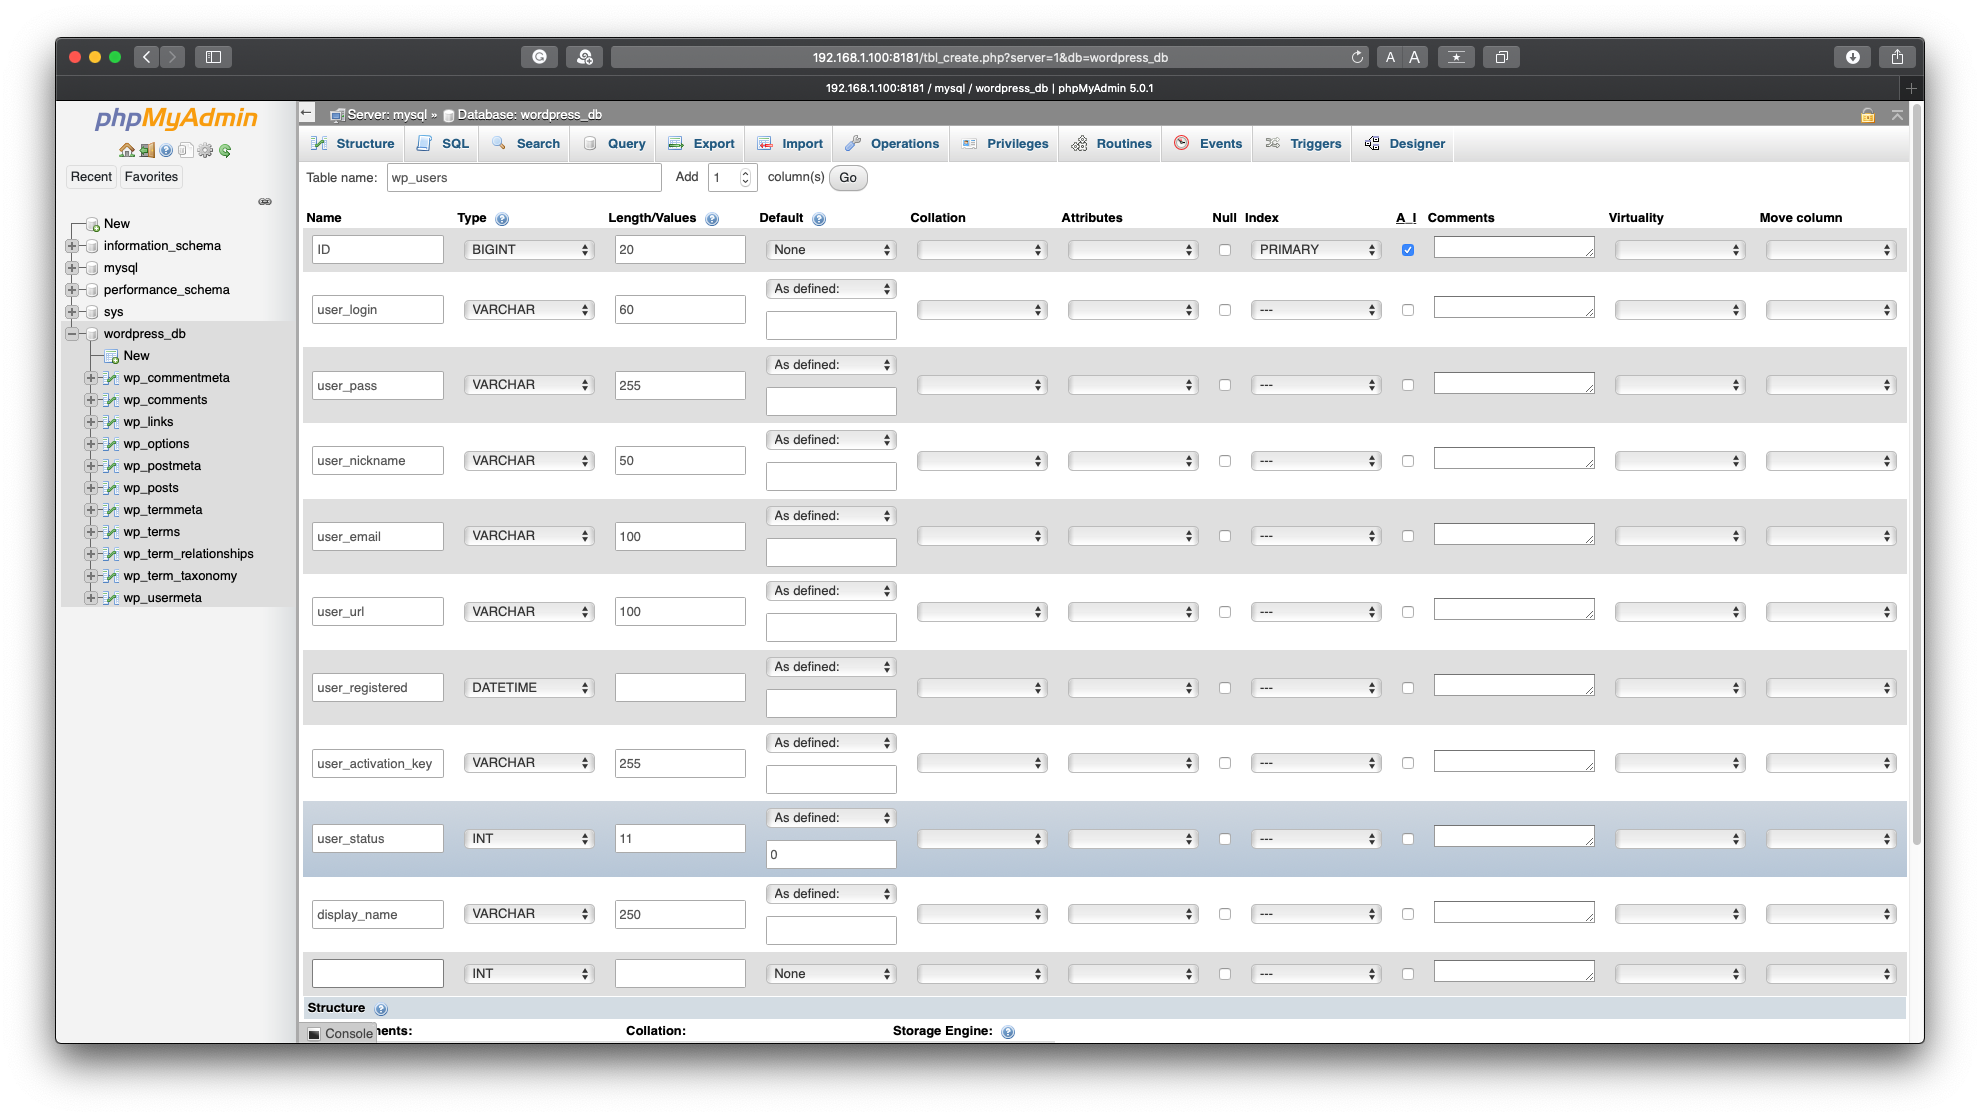 192.168.1.100:8181/tbl_create.php?server=1&db=wordpress_db
A A
192.168.1.100:8181 / mysql / wordpress_db | phpMyAdmin 5.0.1
phpMyAdmin
Recent Favorites
New
information_schema
mysql
performance_schema
sys
wordpress_db
New
wp_commentmeta
wp_comments
wp_links
wp_options
wp_postmeta
wp_posts
wp_termmeta
wp_terms
wp_term_relationships
wp_term_taxonomy
wp_usermeta
Server: mysql » Database: wordpress_db
Structure SQL Search Query Export Import Operations Privileges Routines Events Triggers Designer
Table name: wp_users Add 1 column(s) Go
Name Type Length/Values Default Collation Attributes Null Index A_I Comments Virtuality Move column
ID BIGINT 20 None PRIMARY
As defined:
user_login VARCHAR 60 ---
As defined:
user_pass VARCHAR 255 ---
As defined:
user_nickname VARCHAR 50 ---
As defined:
user_email VARCHAR 100 ---
As defined:
user_url VARCHAR 100 ---
As defined:
user_registered DATETIME ---
As defined:
user_activation_key VARCHAR 255 ---
As defined:
user_status INT 11 ---
0
As defined:
display_name VARCHAR 250 ---
INT None ---
Structure
Console nents: Collation: Storage Engine: